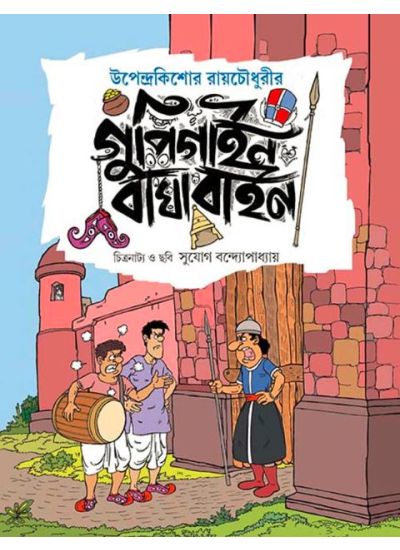 উপেন্দ্রকিশোর রায়চৌধুরীর
গুপিগাইন
বাঘাবাইন
চিত্রনাট্য ও ছবি সুযোগ বন্দ্যোপাধ্যায়